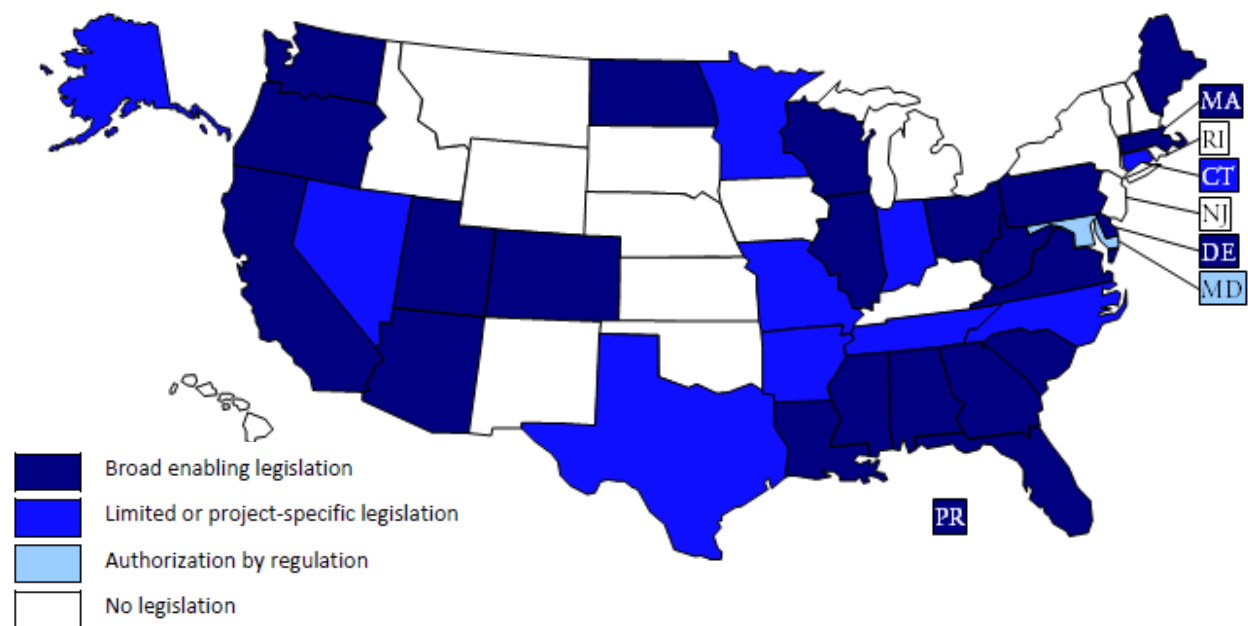 MA
RI
CT
NJ
DE
MD
PR
Broad enabling legislation
Limited or project-specific legislation
Authorization by regulation
No legislation